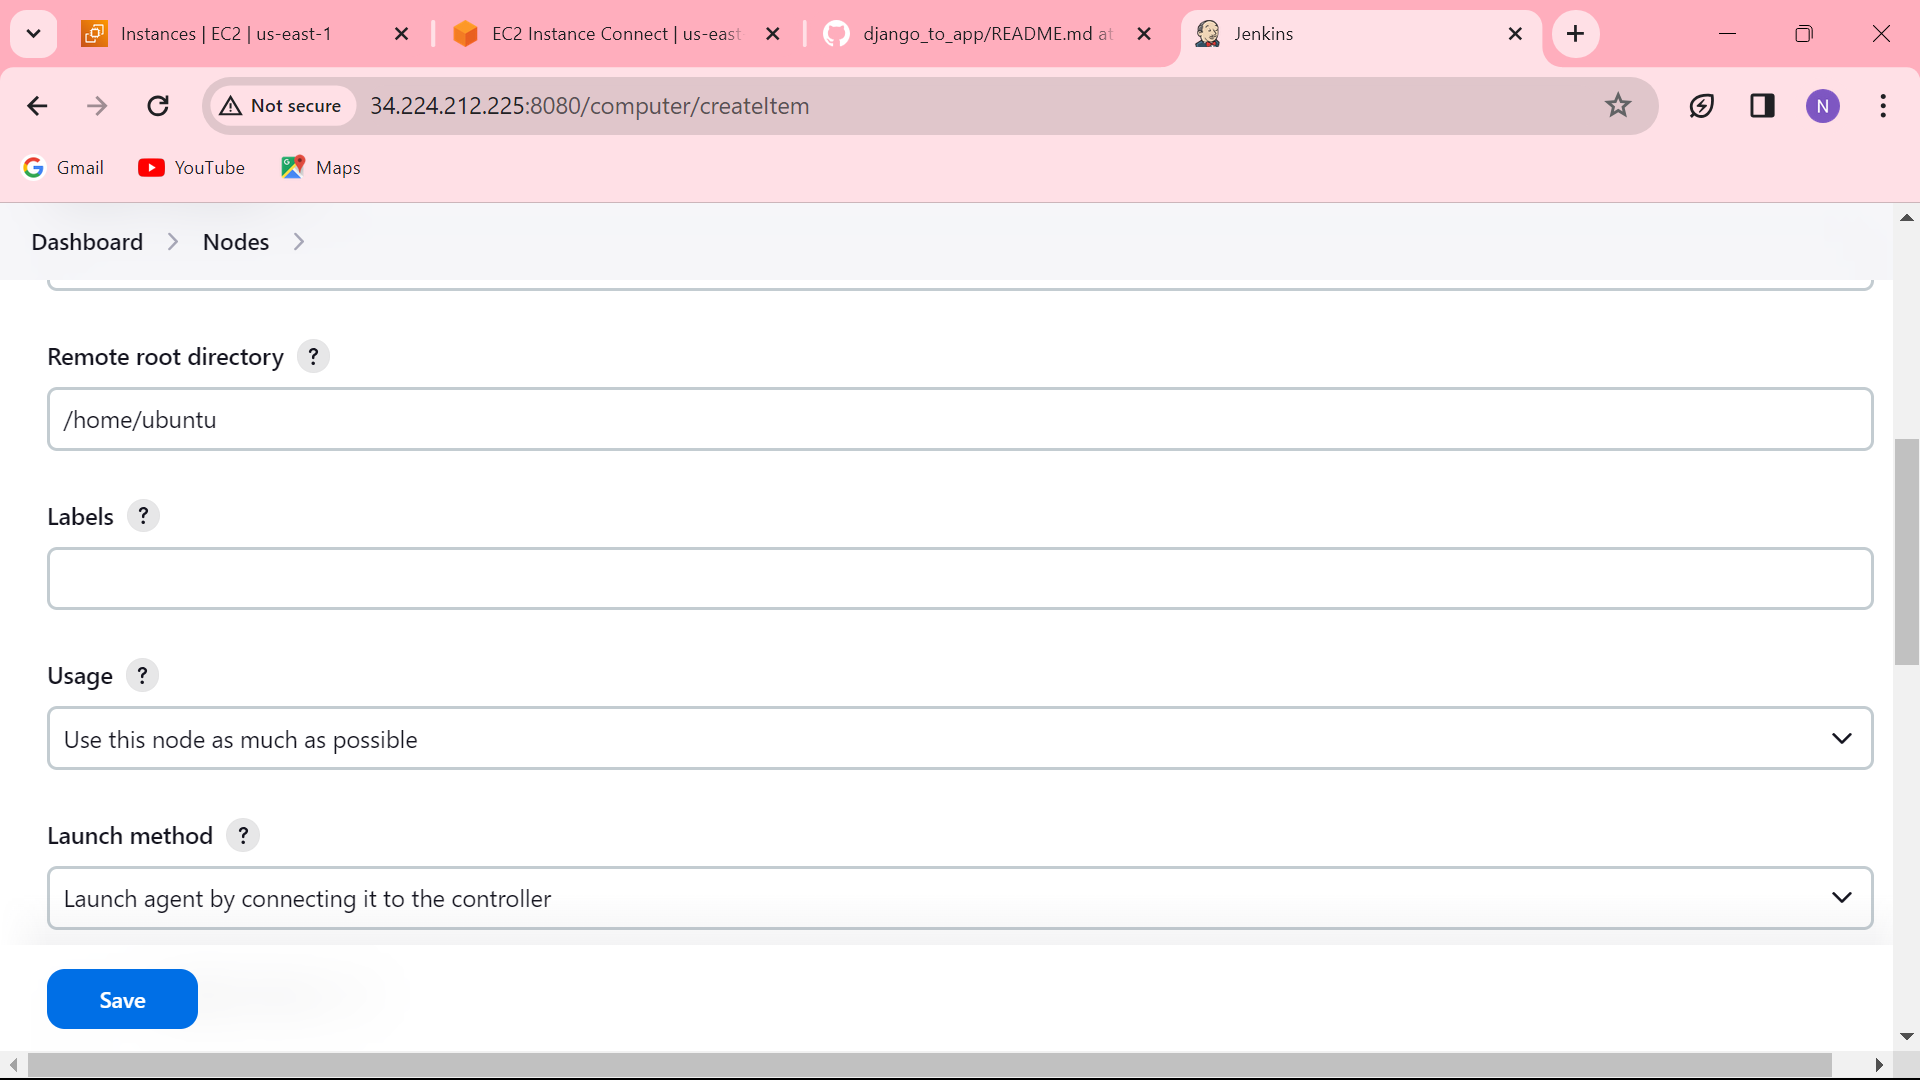 Instances | EC2 | us-east-1
EC2 Instance Connect | us-east
django_to_app/README.md at
Jenkins
Not secure
34.224.212.225:8080/computer/createItem
N
Gmail
YouTube
Maps
Dashboard
Nodes
Remote root directory ?
/home/ubuntu
Labels ?
Usage ?
Use this node as much as possible
Launch method ?
Launch agent by connecting it to the controller
Save